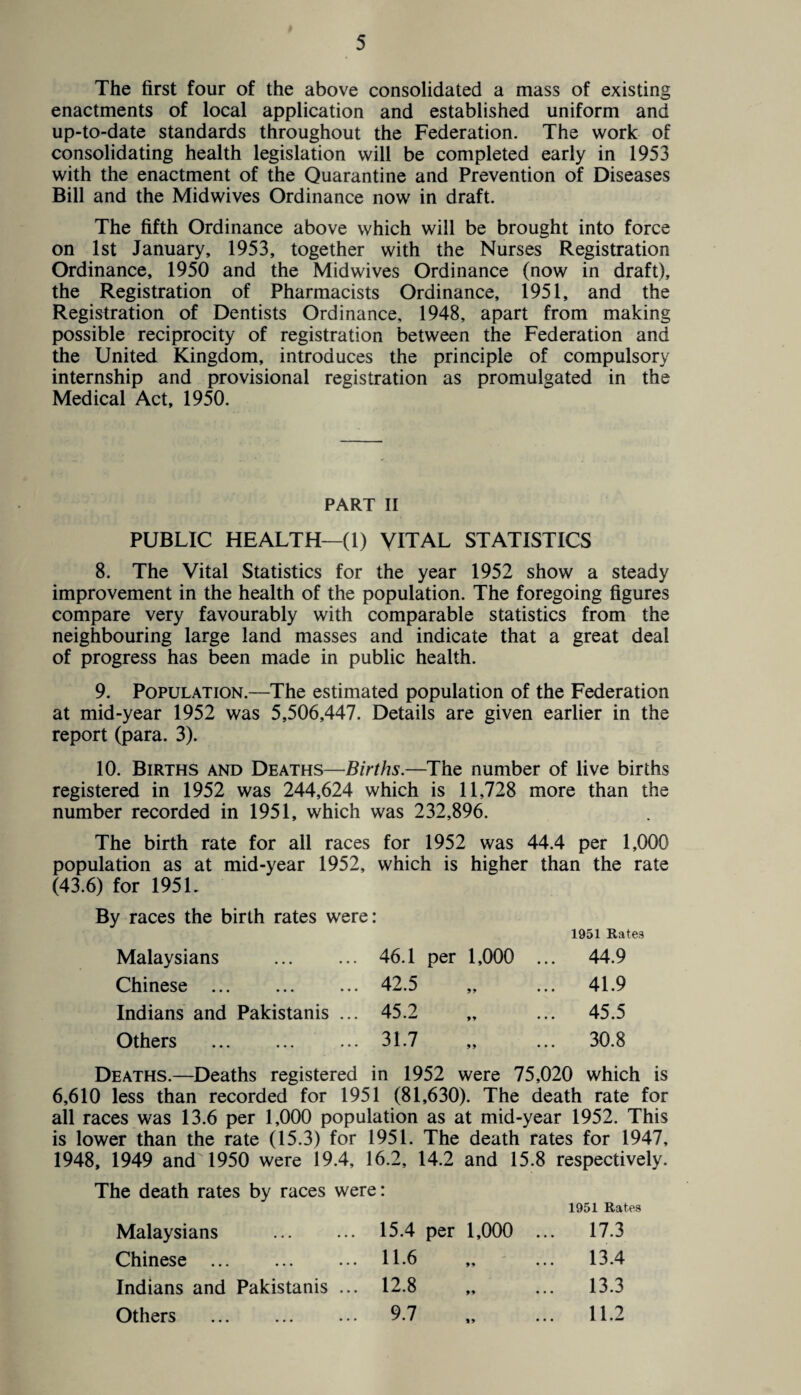 5
The first four of the above consolidated a mass of existing
enactments of local application and established uniform and
up-to-date standards throughout the Federation. The work of
consolidating health legislation will be completed early in 1953
with the enactment of the Quarantine and Prevention of Diseases
Bill and the Midwives Ordinance now in draft.
The fifth Ordinance above which will be brought into force
on 1st January, 1953, together with the Nurses Registration
Ordinance, 1950 and the Midwives Ordinance (now in draft),
the Registration of Pharmacists Ordinance, 1951, and the
Registration of Dentists Ordinance, 1948, apart from making
possible reciprocity of registration between the Federation and
the United Kingdom, introduces the principle of compulsory
internship and provisional registration as promulgated in the
Medical Act, 1950.
PART II
PUBLIC HEALTH—(1) VITAL STATISTICS
8. The Vital Statistics for the year 1952 show a steady
improvement in the health of the population. The foregoing figures
compare very favourably with comparable statistics from the
neighbouring large land masses and indicate that a great deal
of progress has been made in public health.
9. POPULATION.—The estimated population of the Federation
at mid-year 1952 was 5,506,447. Details are given earlier in the
report (para. 3).
10. BIRTHS AND DEATHS—Births.—The number of live births
registered in 1952 was 244,624 which is 11,728 more than the
number recorded in 1951, which was 232,896.
The birth rate for all races for 1952 was 44.4 per 1,000
population as at mid-year 1952, which is higher than the rate
(43.6) for 1951.
By races the birth rates were:
1951 Rates
Malaysians ... ... 46.1 per 1,000 ... 44.9
Chinese ... ... ... 42.5 „ ... 41.9
Indians and Pakistanis ... 45.2 „ ... 45.5
Others ... ... ... 31.7 „ ... 30.8
DEATHS.—Deaths registered in 1952 were 75,020 which is
6,610 less than recorded for 1951 (81,630). The death rate for
all races was 13.6 per 1,000 population as at mid-year 1952. This
is lower than the rate (15.3) for 1951. The death rates for 1947,
1948, 1949 and 1950 were 19.4, 16.2, 14.2 and 15.8 respectively.
The death rates by races were:
1951 Rates
Malaysians ... ... 15.4 per 1,000 ... 17.3
Chinese ... ... ... 11.6 „ ... 13.4
Indians and Pakistanis ... 12.8 „ ... 13.3
Others ... ... ... 9.7 „ ... 11.2